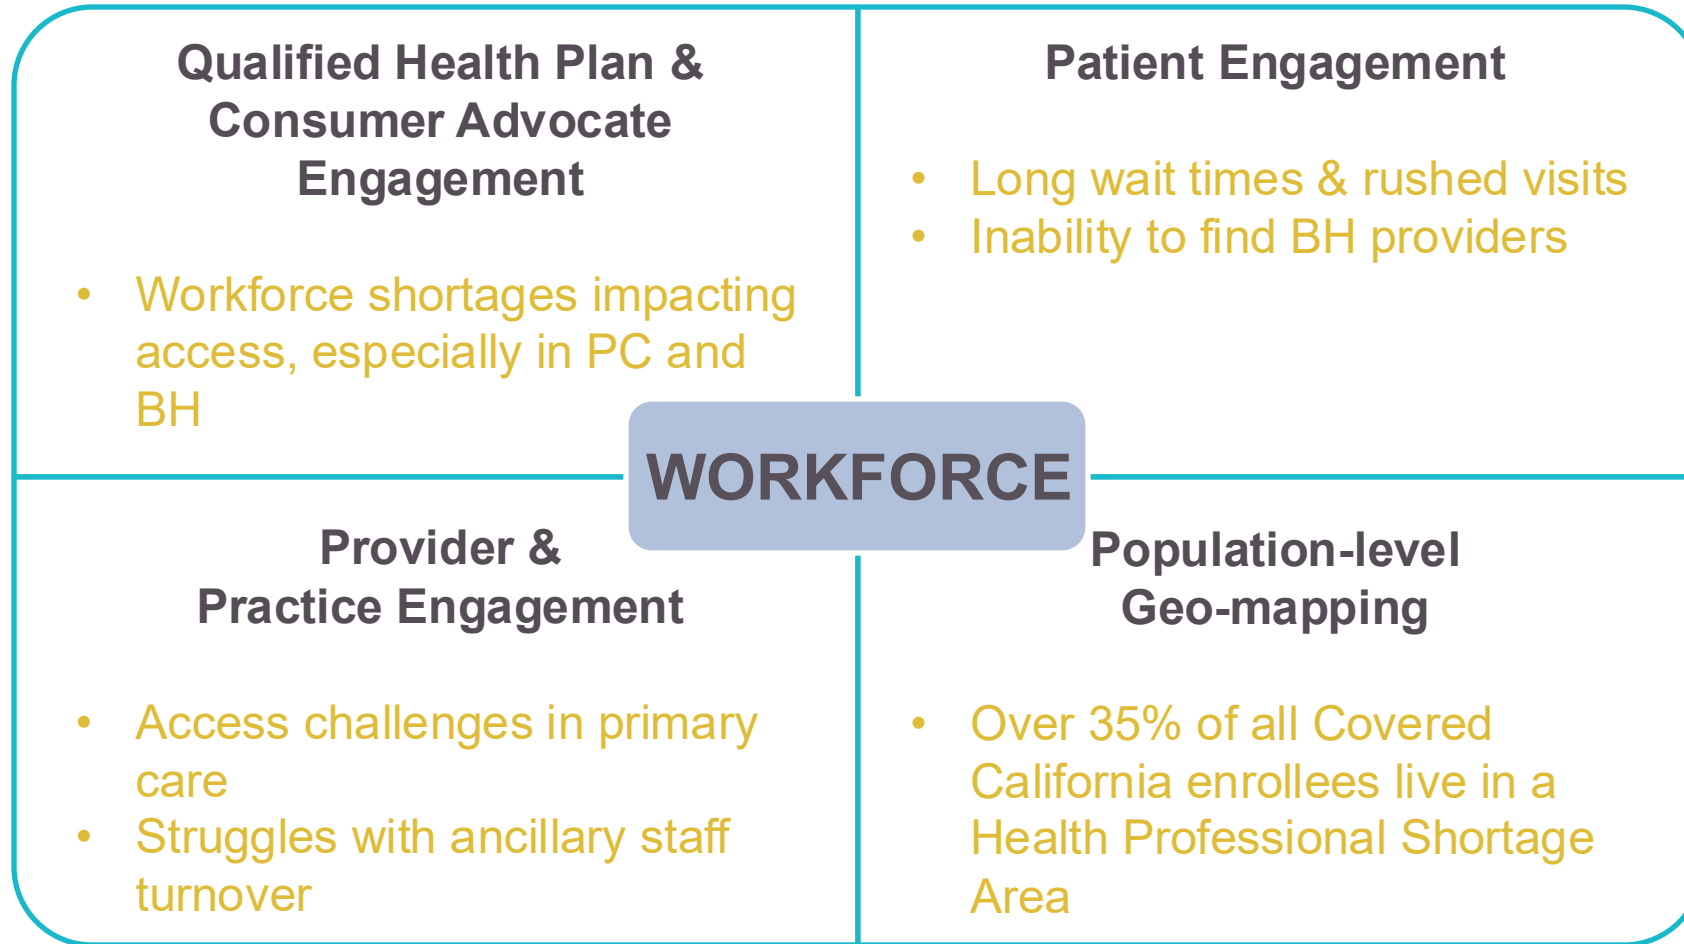 Qualified Health Plan &
Consumer Advocate
Engagement
• Workforce shortages impacting
access, especially in PC and
BH
Patient Engagement
• Long wait times & rushed visits
• Inability to find BH providers
WORKFORCE
Provider &
Practice Engagement
• Access challenges in primary
care
• Struggles with ancillary staff
turnover
Population-level
Geo-mapping
• Over 35% of all Covered
California enrollees live in a
Health Professional Shortage
Area